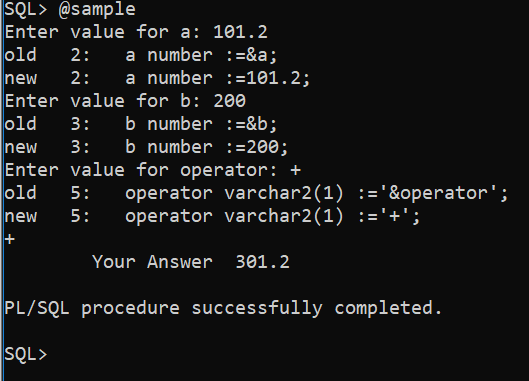 SQL> @sample
Enter value for a: 101.2
old   2:   a number :=&a;
new   2:   a number :=101.2;
Enter value for b: 200
old   3:   b number :=&b;
new   3:   b number :=200;
Enter value for operator: +
old   5:   operator varchar2(1) :='&operator';
new   5:   operator varchar2(1) :='+';
+
        Your Answer  301.2
PL/SQL procedure successfully completed.
SQL>